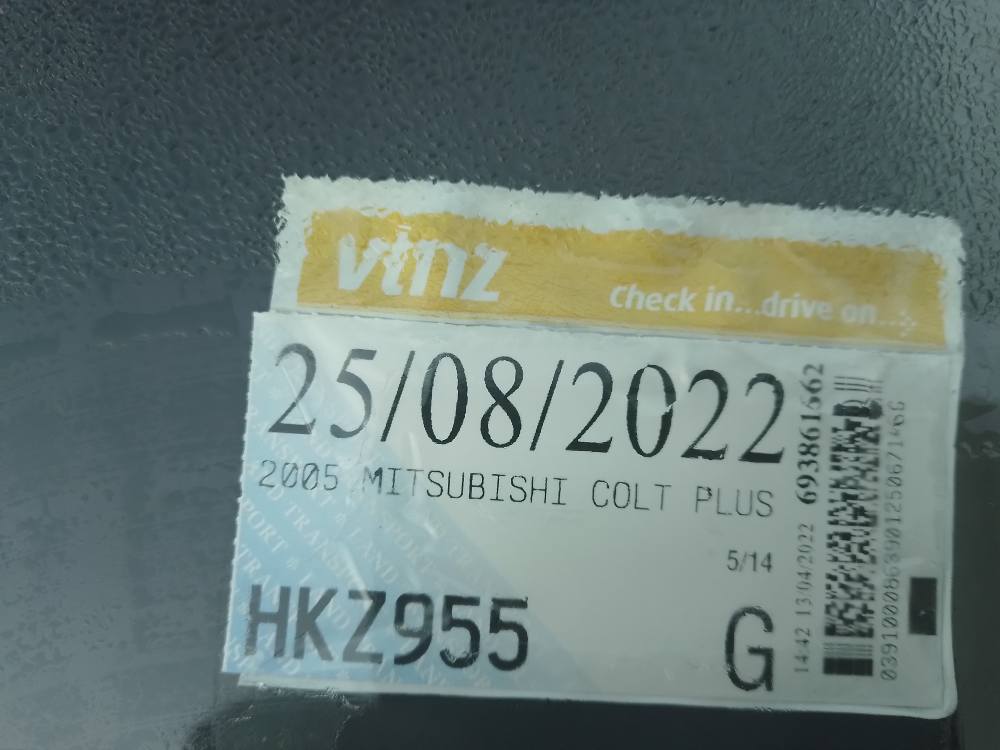 vtnz
Check in...drive on...
25/08/2022
2005 MITSUBISHI COLT PLUS
5/14
HKZ955
G
14:42 13/04/2022 693861662